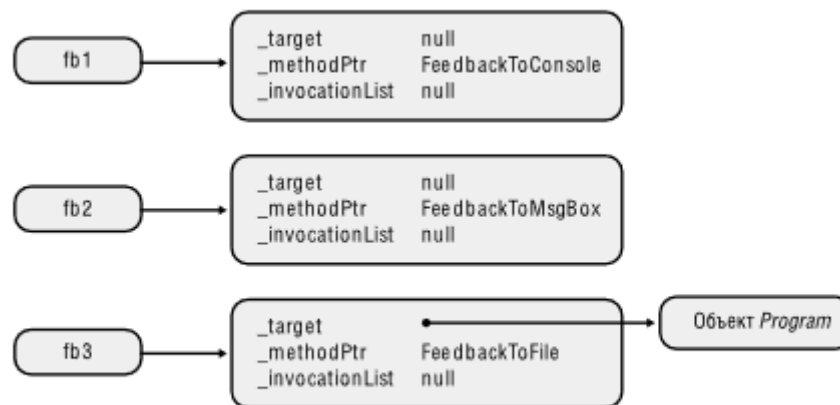 fb1
_target null
_methodPtr FeedbackToConsole
_invocationList null
fb2
_target null
_methodPtr FeedbackToMsgBox
_invocationList null
fb3
_target
_methodPtr FeedbackToFile
_invocationList null
Объект Program